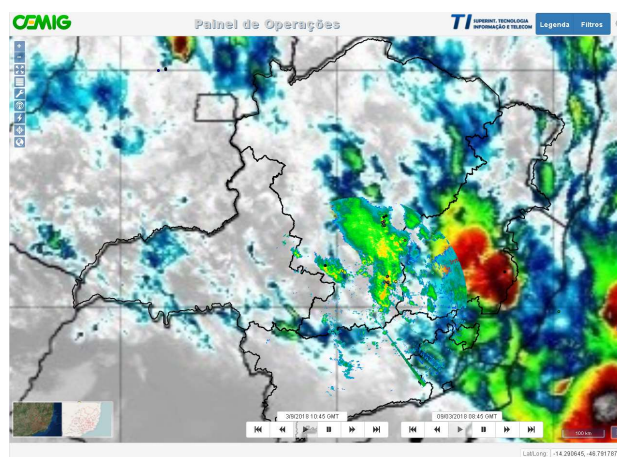 CEMIG
Painel de Operações
TI SUPERINT. TECNOLOGIA
INFORMAÇÃO E TELECOM
Legenda Filtros
3/9/2018 10:45 GMT
09/03/2018 08:45 GMT
100 km
Lat/Long: -14.290645, -46.791787